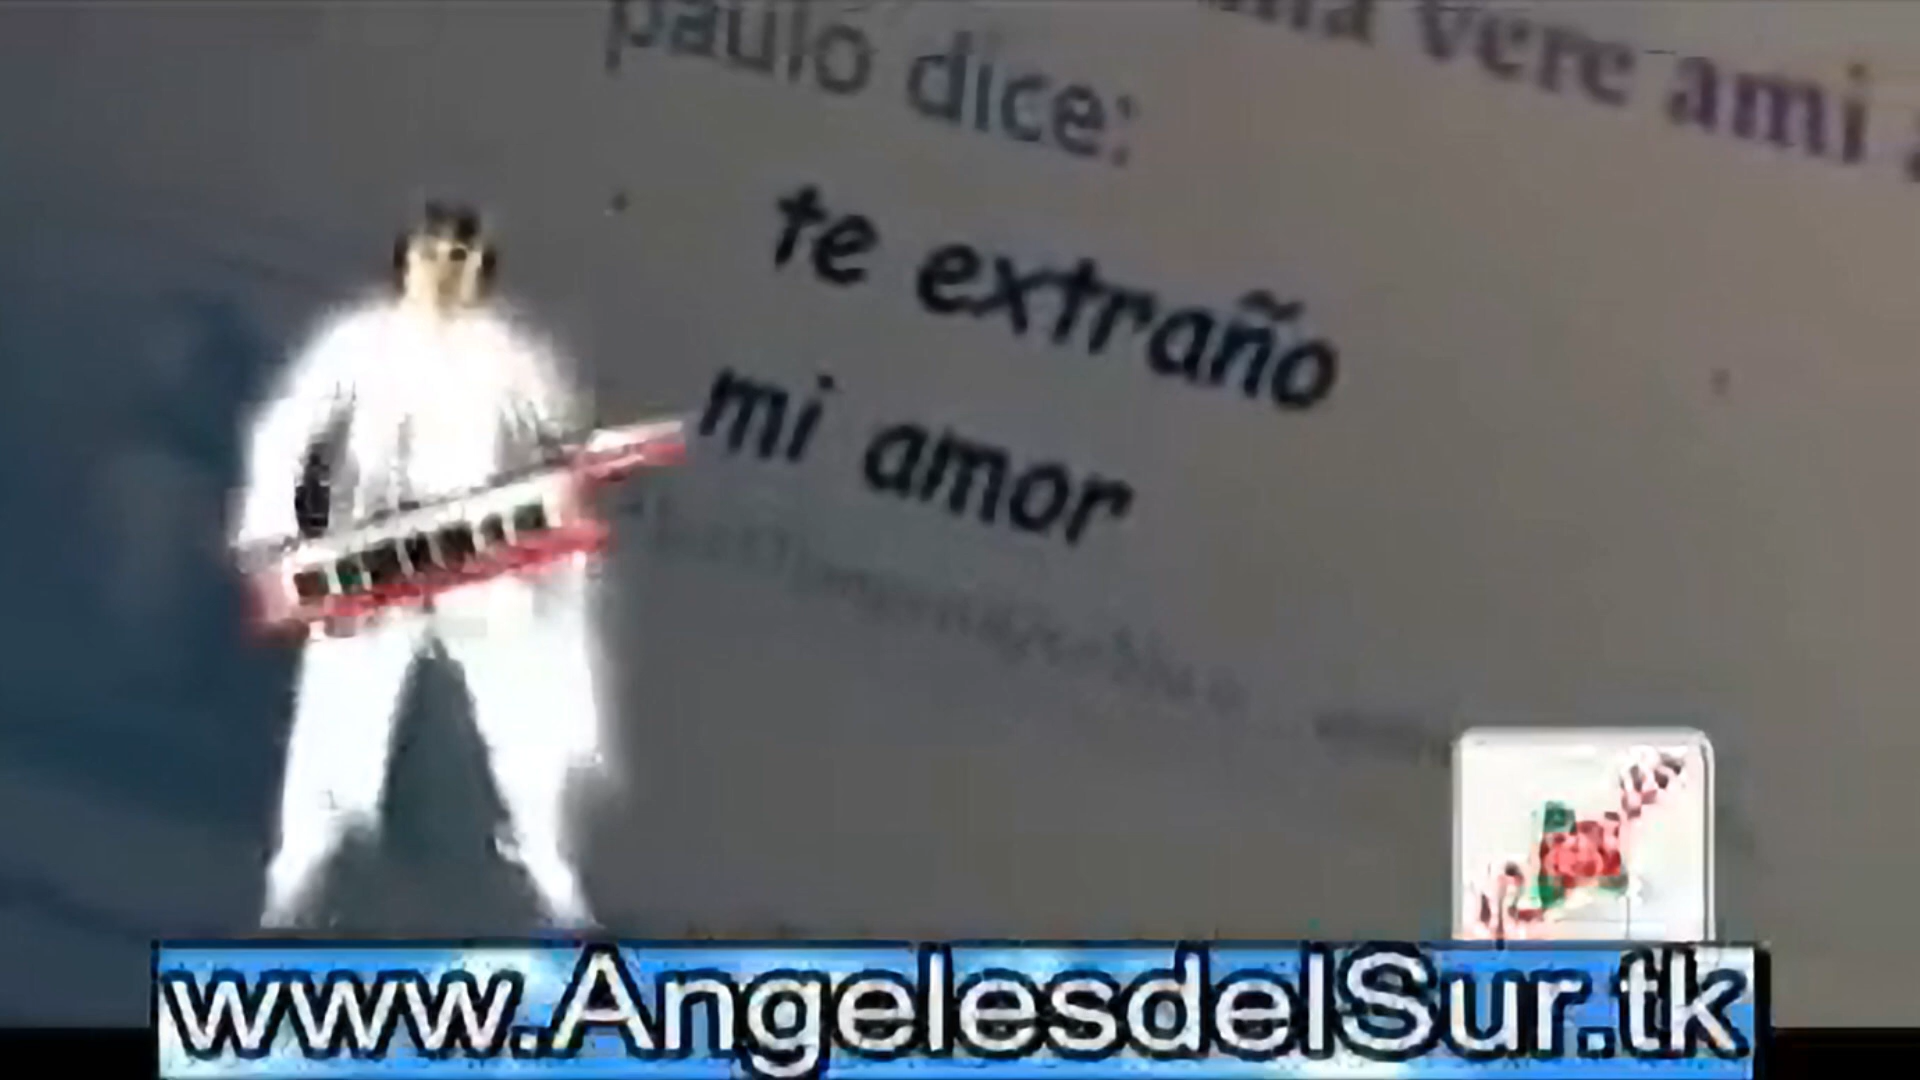 vere ami
paulo dice:
te extraño
mi amor
www.AngelesdelSur.tk